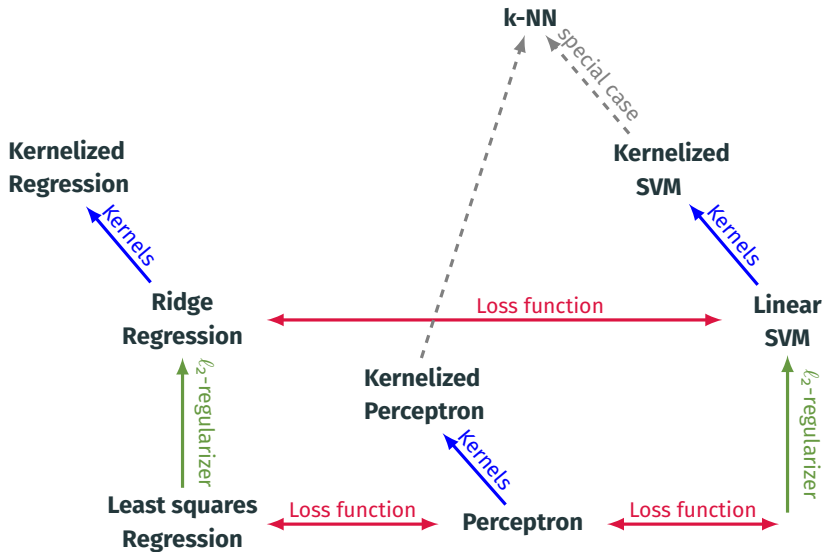 k-NN
special case
Kernelized
Regression
Kernelized
SVM
Kernels
Kernels
Ridge
Regression
Loss function
Linear
SVM
ℓ₂-regularizer
Kernelized
Perceptron
ℓ₂-regularizer
Kernels
Least squares
Regression
Loss function
Perceptron
Loss function